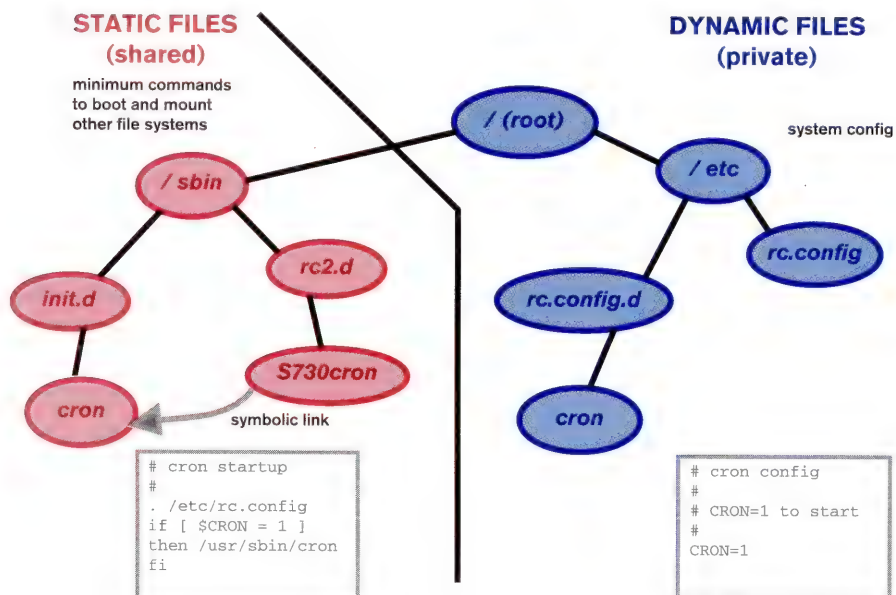 STATIC FILES
(shared)
minimum commands
to boot and mount
other file systems
DYNAMIC FILES
(private)
system config
/ (root)
/ sbin
/ etc
init.d
rc2.d
rc.config.d
rc.config
cron
S730cron
symbolic link
cron
# cron startup
#
. /etc/rc.config
if [ $CRON = 1 ]
then /usr/sbin/cron
fi
# cron config
#
# CRON=1 to start
#
CRON=1